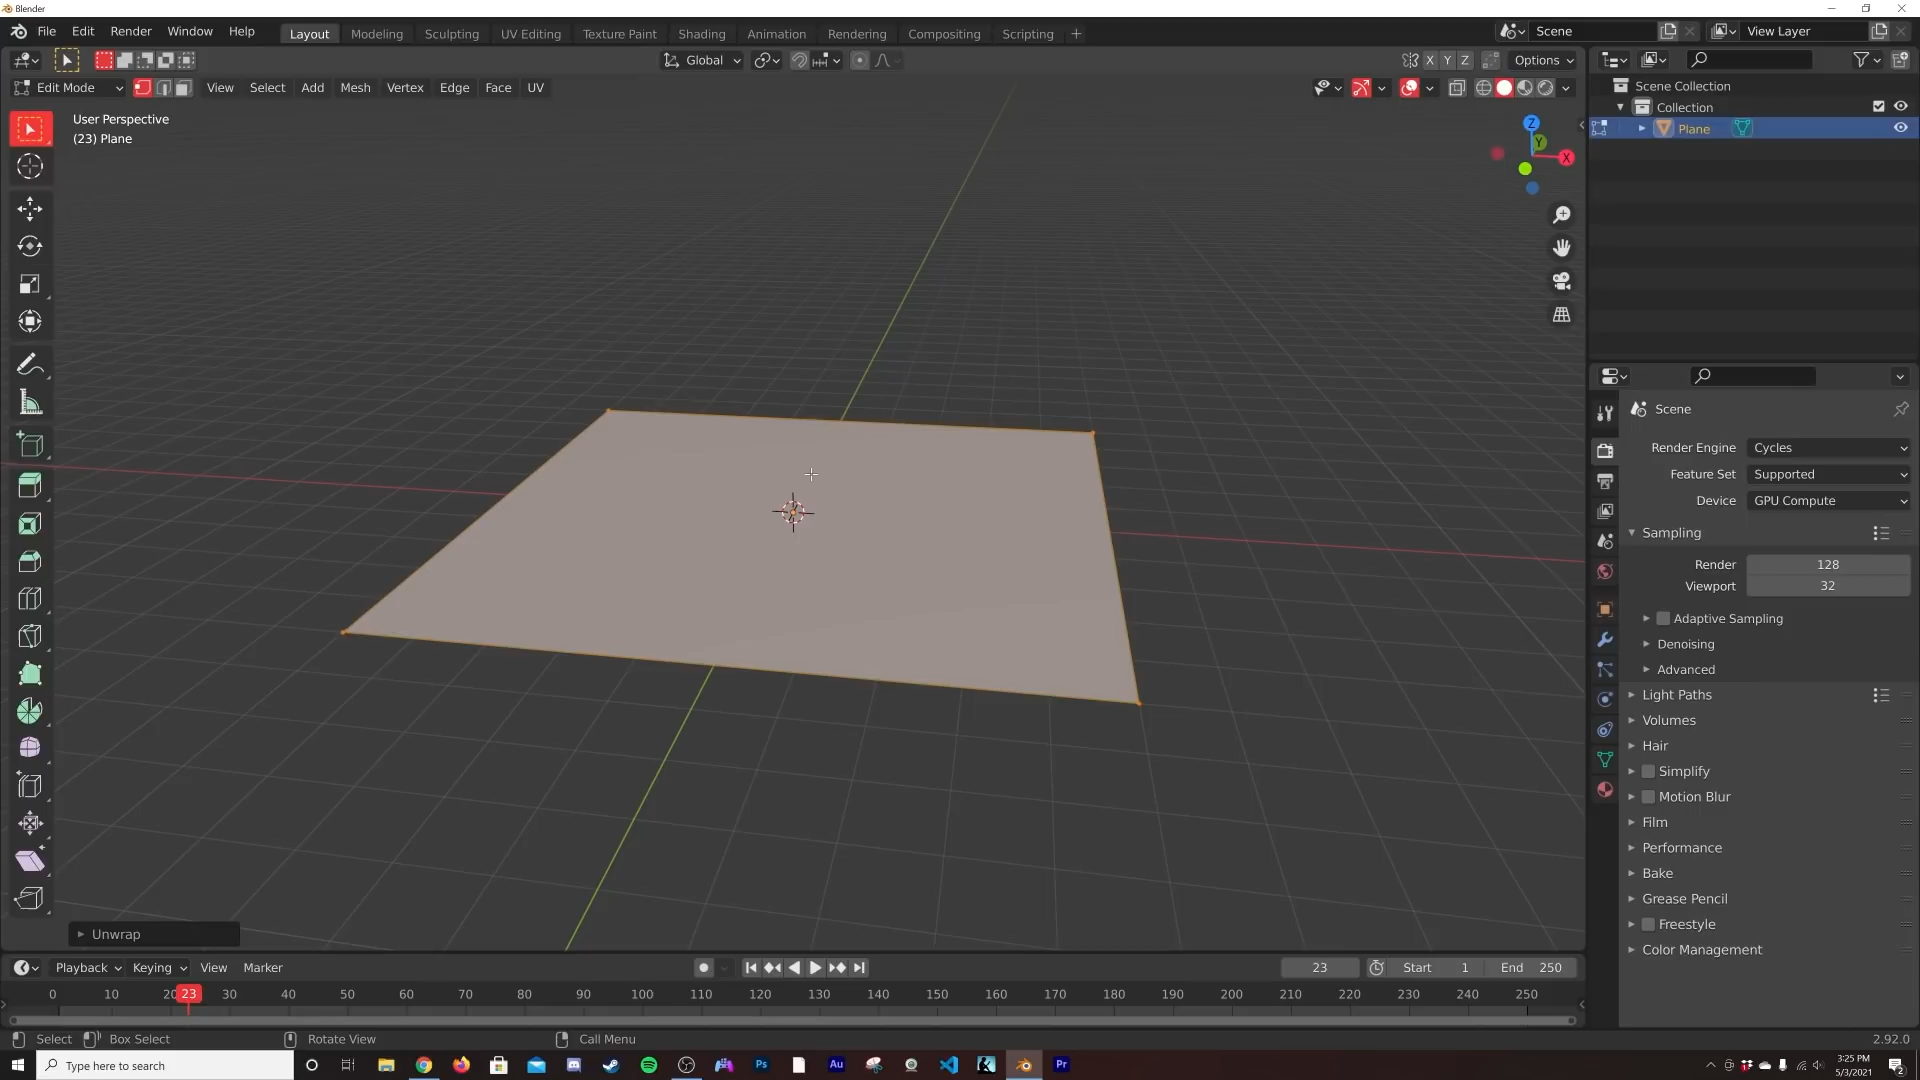 Blender
File Edit Render Window Help
Layout Modeling Sculpting UV Editing Texture Paint Shading Animation Rendering Compositing Scripting +
Scene
View Layer
Global
X Y Z
Options
Edit Mode
View Select Add Mesh Vertex Edge Face UV
User Perspective
(23) Plane
Z
Y
X
Scene Collection
Collection
Plane
Scene
Render Engine Cycles
Feature Set Supported
Device GPU Compute
Sampling
Render 128
Viewport 32
Adaptive Sampling
Denoising
Advanced
Light Paths
Volumes
Hair
Simplify
Motion Blur
Film
Performance
Bake
Grease Pencil
Freestyle
Color Management
Unwrap
Playback Keying View Marker
23
Start 1
End 250
0 10 20 23 30 40 50 60 70 80 90 100 110 120 130 140 150 160 170 180 190 200 210 220 230 240 250
Select Box Select Rotate View Call Menu
2.92.0
Type here to search
Ps
Au
Pr
3:25 PM
5/3/2021
2